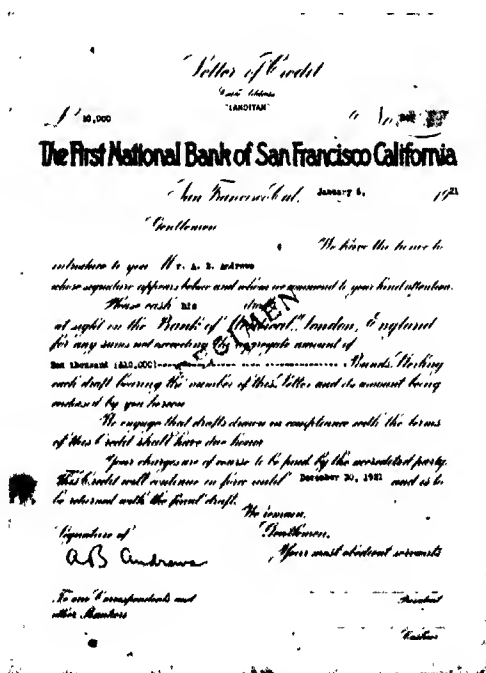 Letter of Credit
Cable Address
"SANDITAN"
£ 10,000
No.
The First National Bank of San Francisco California
San Francisco, Cal. January 5, 1921
Gentlemen
We have the honor to
introduce to you Mr. A. B. Andrews
whose signature appears below and whom we commend to your kind attention.
Please cash his drafts
at sight on the Bank of "National", London, England
for any sums not exceeding the aggregate amount of
Ten thousand (£10,000) Pounds Sterling
each draft bearing the number of this letter and its amount being
endorsed by you hereon
We engage that drafts drawn in compliance with the terms
of this Credit shall have due honor
Your charges are of course to be paid by the accredited party.
This Credit will continue in force until December 30, 1921 and is to
be returned with the final draft.
We remain,
Signature of Gentlemen,
AB Andrews Your most obedient servants
To our Correspondents and President
other Bankers
Cashier
SPECIMEN